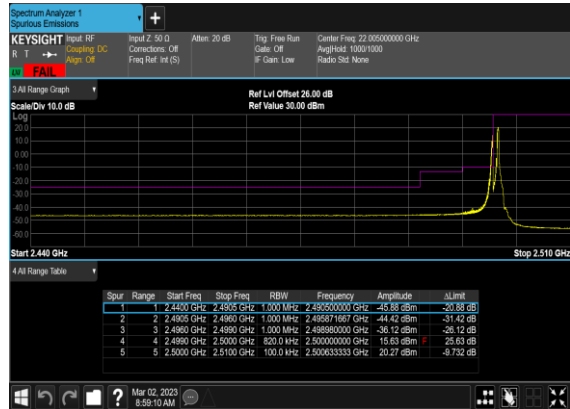 Spectrum Analyzer 1
Spurious Emissions
KEYSIGHT Input: RF Input Z: 50 Ω Atten: 20 dB Trig: Free Run Center Freq: 22.005000000 GHz
R T Coupling: DC Corrections: Off Gate: Off Avg|Hold: 1000/1000
Align: Off Freq Ref: Int (S) IF Gain: Low Radio Std: None
FAIL
3 All Range Graph
Ref Lvl Offset 26.00 dB
Scale/Div 10.0 dB Ref Value 30.00 dBm
Log
20.0
10.0
0.00
-10.0
-20.0
-30.0
-40.0
-50.0
-60.0
Start 2.440 GHz Stop 2.510 GHz
4 All Range Table
Spur Range Start Freq Stop Freq RBW Frequency Amplitude ΔLimit
1 1 2.4400 GHz 2.4905 GHz 1.000 MHz 2.490500000 GHz -45.88 dBm -20.88 dB
2 2 2.4905 GHz 2.4960 GHz 1.000 MHz 2.495871667 GHz -44.42 dBm -31.42 dB
3 3 2.4960 GHz 2.4990 GHz 1.000 MHz 2.498980000 GHz -36.12 dBm -26.12 dB
4 4 2.4990 GHz 2.5000 GHz 820.0 kHz 2.500000000 GHz 15.63 dBm F 25.63 dB
5 5 2.5000 GHz 2.5100 GHz 100.0 kHz 2.500633333 GHz 20.27 dBm -9.732 dB
? Mar 02, 2023
8:59:10 AM